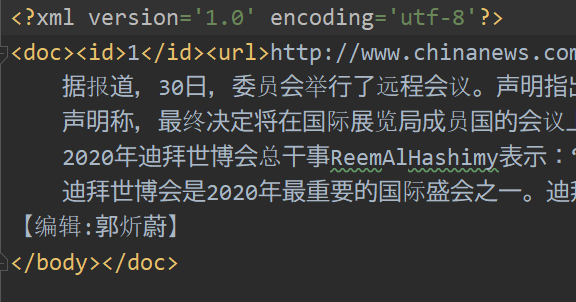 <?xml version='1.0' encoding='utf-8'?>
<doc><id>1</id><url>http://www.chinanews.com
据报道，30日，委员会举行了远程会议。声明指出
声明称，最终决定将在国际展览局成员国的会议上
2020年迪拜世博会总干事ReemAlHashimy表示：“
迪拜世博会是2020年最重要的国际盛会之一。迪拜
【编辑:郭炘蔚】
</body></doc>